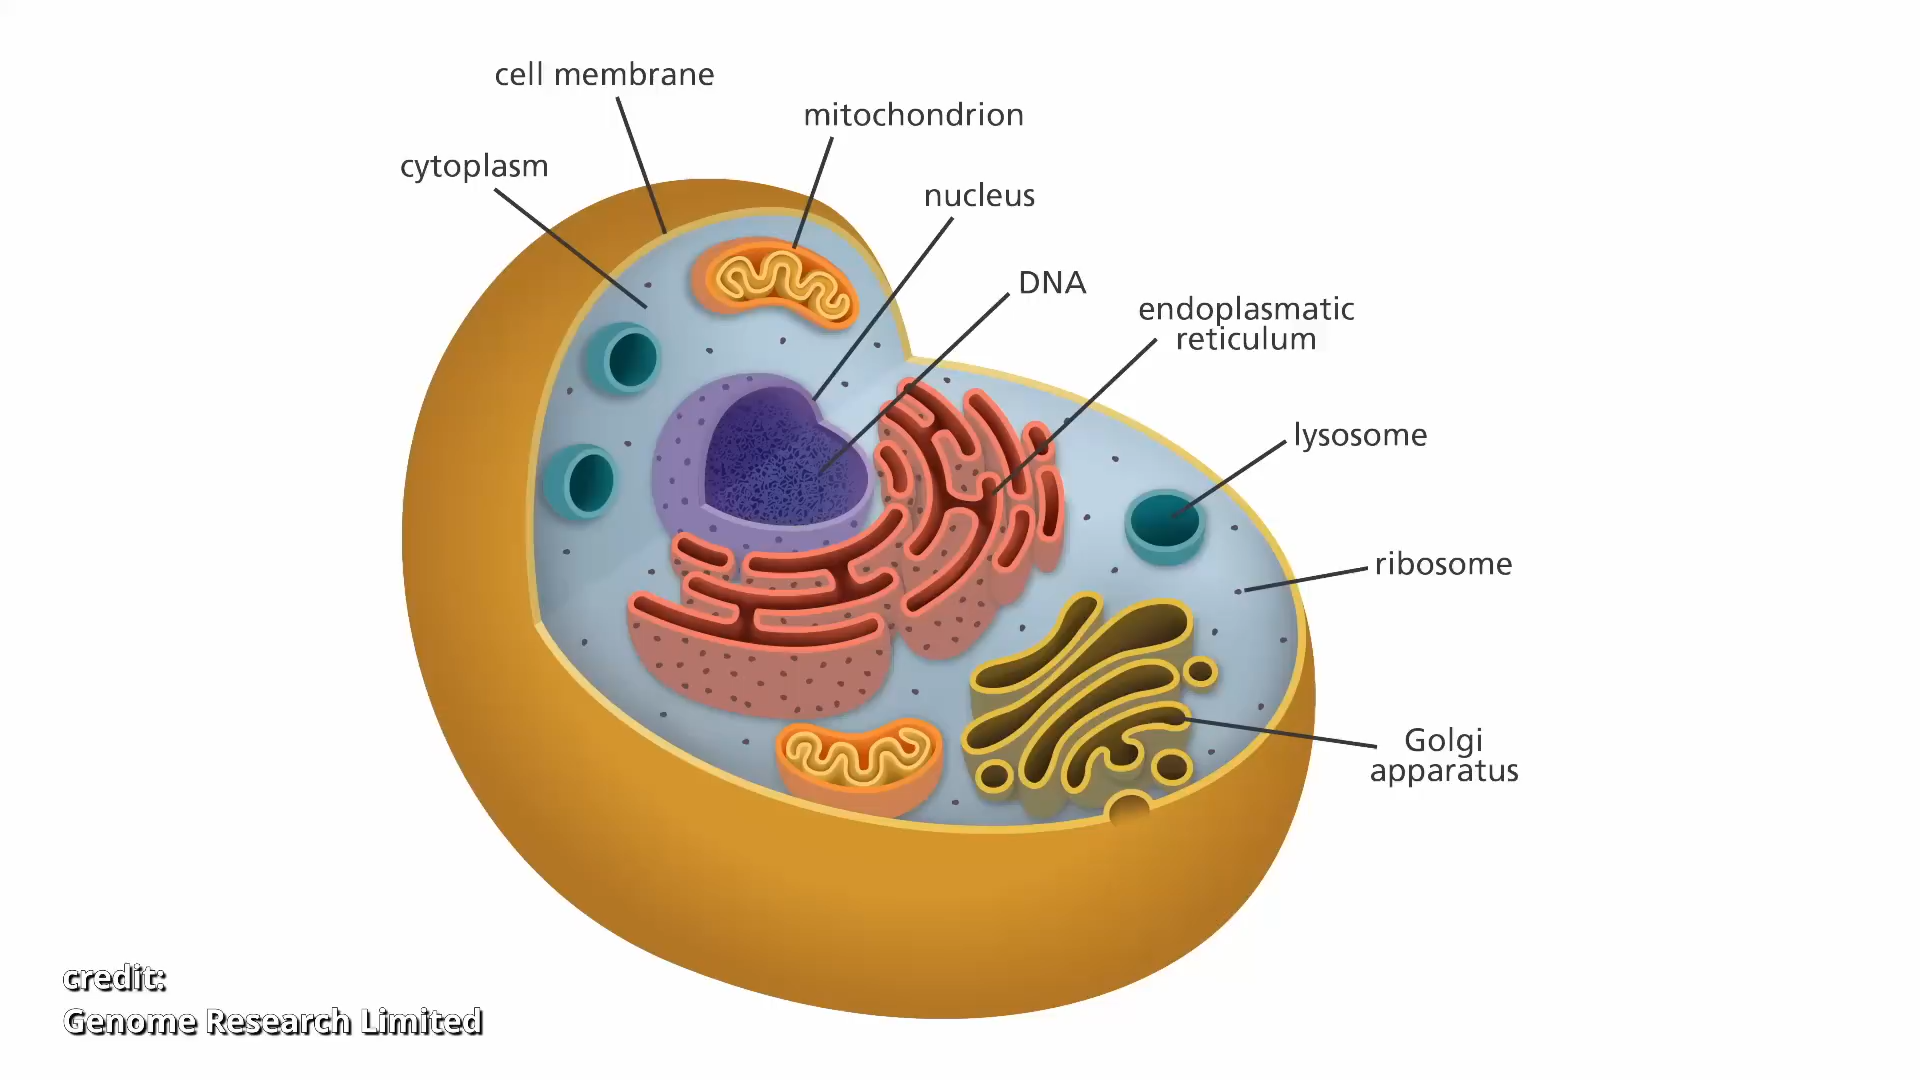 cell membrane
mitochondrion
cytoplasm
nucleus
DNA
endoplasmatic
reticulum
lysosome
ribosome
Golgi
apparatus
credit:
Genome Research Limited